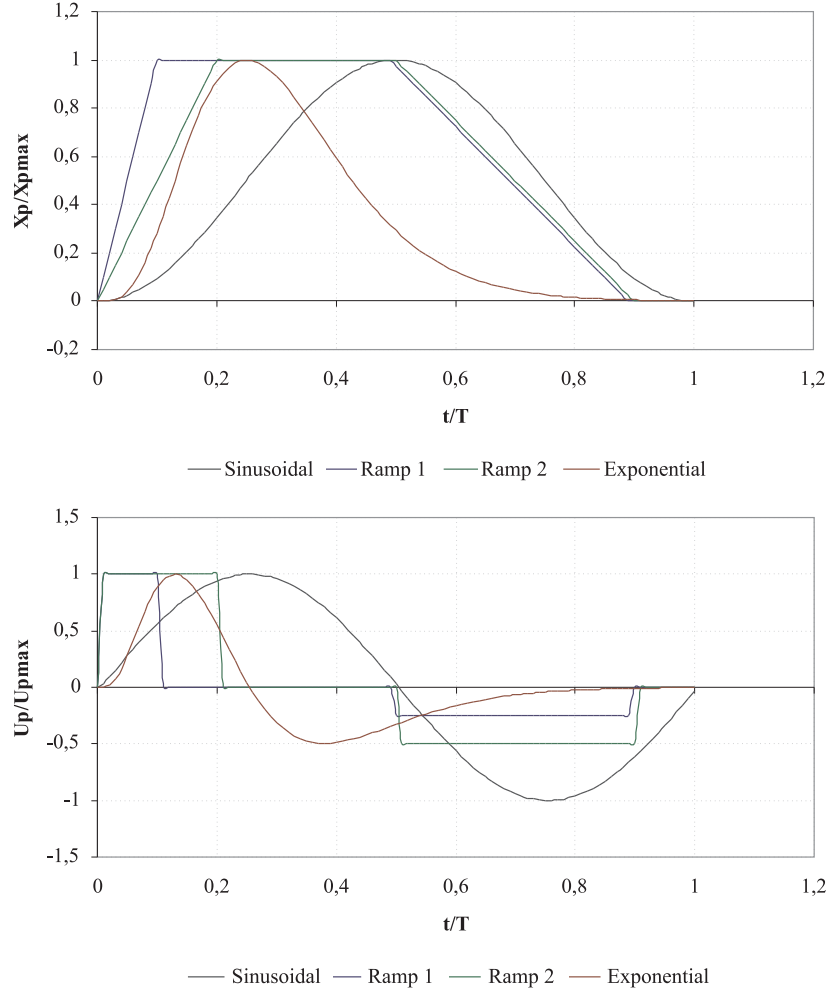 1,2
1
0,8
0,6
0,4
0,2
0
-0,2
Xp/Xpmax
0 0,2 0,4 0,6 0,8 1 1,2
t/T
Sinusoidal Ramp 1 Ramp 2 Exponential
1,5
1
0,5
0
-0,5
-1
-1,5
Up/Upmax
0 0,2 0,4 0,6 0,8 1 1,2
t/T
Sinusoidal Ramp 1 Ramp 2 Exponential